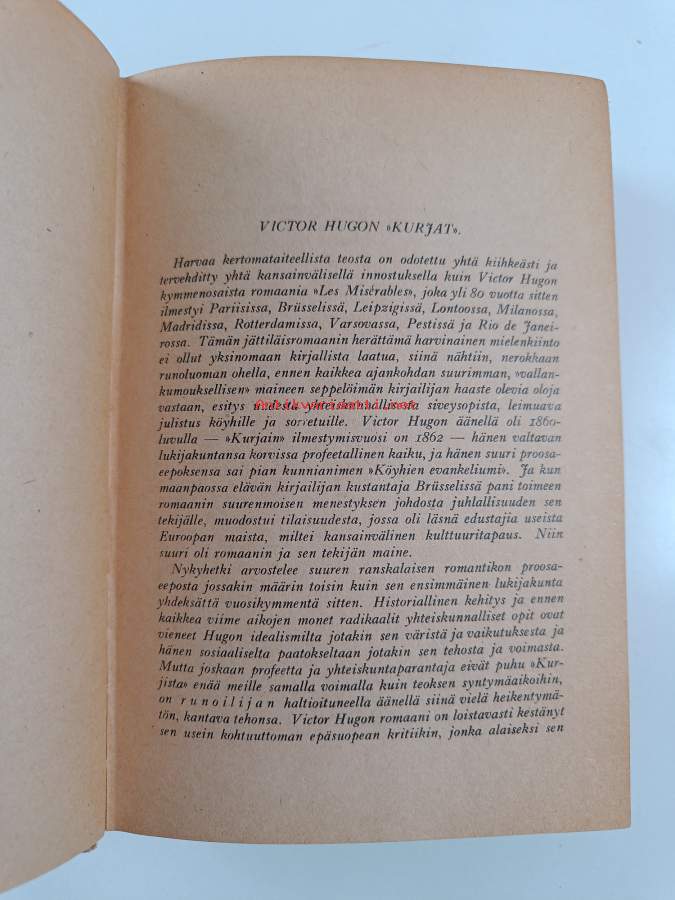 VICTOR HUGON »KURJAT».
Harvaa kertomataiteellista teosta on odotettu yhtä kiihkeästi ja
tervehditty yhtä kansainvälisellä innostuksella kuin Victor Hugon
kymmenosaista romaania »Les Misérables», joka yli 80 vuotta sitten
ilmestyi Pariisissa, Brüsselissä, Leipzigissä, Lontoossa, Milanossa,
Madridissa, Rotterdamissa, Varsovassa, Pestissä ja Rio de Janei-
rossa. Tämän jättiläisromaanin herättämä harvinainen mielenkiinto
ei ollut yksinomaan kirjallista laatua, siinä nähtiin, nerokkaan
runoluoman ohella, ennen kaikkea ajankohdan suurimman, »vallan-
kumouksellisen» maineen seppelöimän kirjailijan haaste olevia oloja
vastaan, esitys uudesta yhteiskunnallisesta siveysopista, leimuava
julistus köyhille ja sorretuille. Victor Hugon äänellä oli 1860-
luvulla — »Kurjain» ilmestymisvuosi on 1862 — hänen valtavan
lukijakuntansa korvissa profeetallinen kaiku, ja hänen suuri proosa-
eepoksensa sai pian kunnianimen »Köyhien evankeliumi». Ja kun
maanpaossa elävän kirjailijan kustantaja Brüsselissä pani toimeen
romaanin suurenmoisen menestyksen johdosta juhlallisuuden sen
tekijälle, muodostui tilaisuudesta, jossa oli läsnä edustajia useista
Euroopan maista, miltei kansainvälinen kulttuuritapaus. Niin
suuri oli romaanin ja sen tekijän maine.
Nykyhetki arvostelee suuren ranskalaisen romantikon proosa-
eeposta jossakin määrin toisin kuin sen ensimmäinen lukijakunta
yhdeksättä vuosikymmentä sitten. Historiallinen kehitys ja ennen
kaikkea viime aikojen monet radikaalit yhteiskunnalliset opit ovat
vieneet Hugon idealismilta jotakin sen väristä ja vaikutuksesta ja
hänen sosiaaliselta paatokseltaan jotakin sen tehosta ja voimasta.
Mutta joskaan profeetta ja yhteiskuntaparantaja eivät puhu »Kur-
jista» enää meille samalla voimalla kuin teoksen syntymäaikoihin,
on runoilijan haltioituneella äänellä siinä vielä heikentymä-
tön, kantava tehonsa. Victor Hugon romaani on loistavasti kestänyt
sen usein kohtuuttoman epäsuopean kritiikin, jonka alaiseksi sen